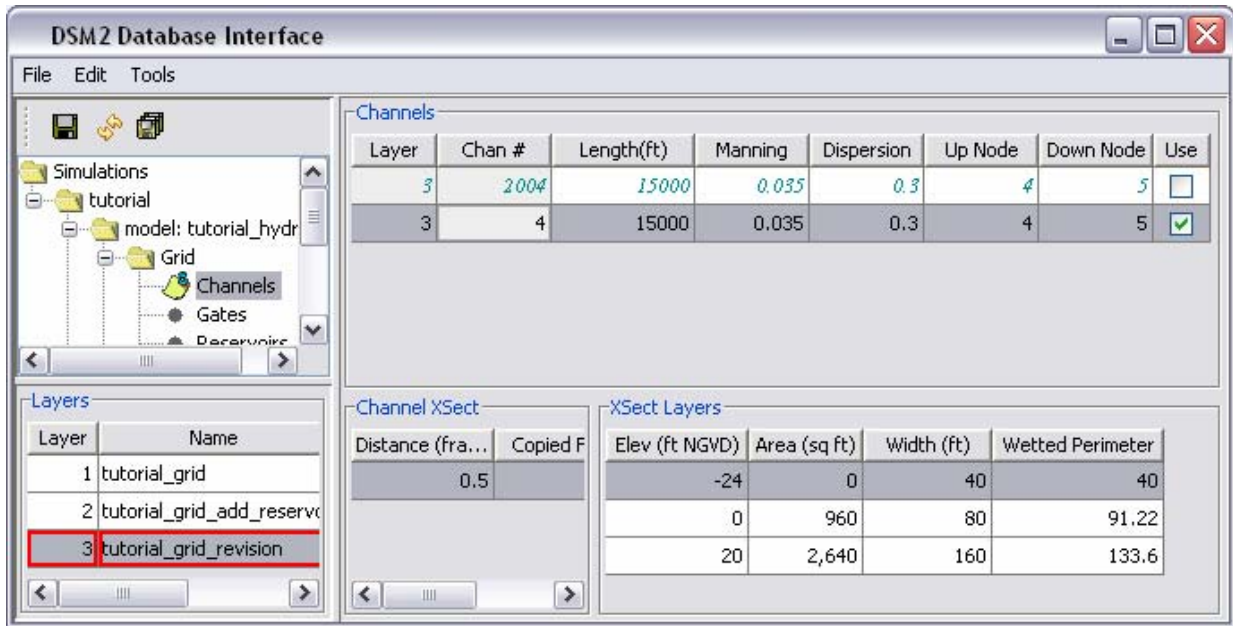 DSM2 Database Interface
File Edit Tools
Simulations
tutorial
model: tutorial_hydr
Grid
Channels
Gates
Reservoirs
Layers
Layer Name
1 tutorial_grid
2 tutorial_grid_add_reservo
3 tutorial_grid_revision
Channels
Layer Chan # Length(ft) Manning Dispersion Up Node Down Node Use
3 2004 15000 0.035 0.3 4 5
3 4 15000 0.035 0.3 4 5
Channel XSect
Distance (fra... Copied F
0.5
XSect Layers
Elev (ft NGVD) Area (sq ft) Width (ft) Wetted Perimeter
-24 0 40 40
0 960 80 91.22
20 2,640 160 133.6